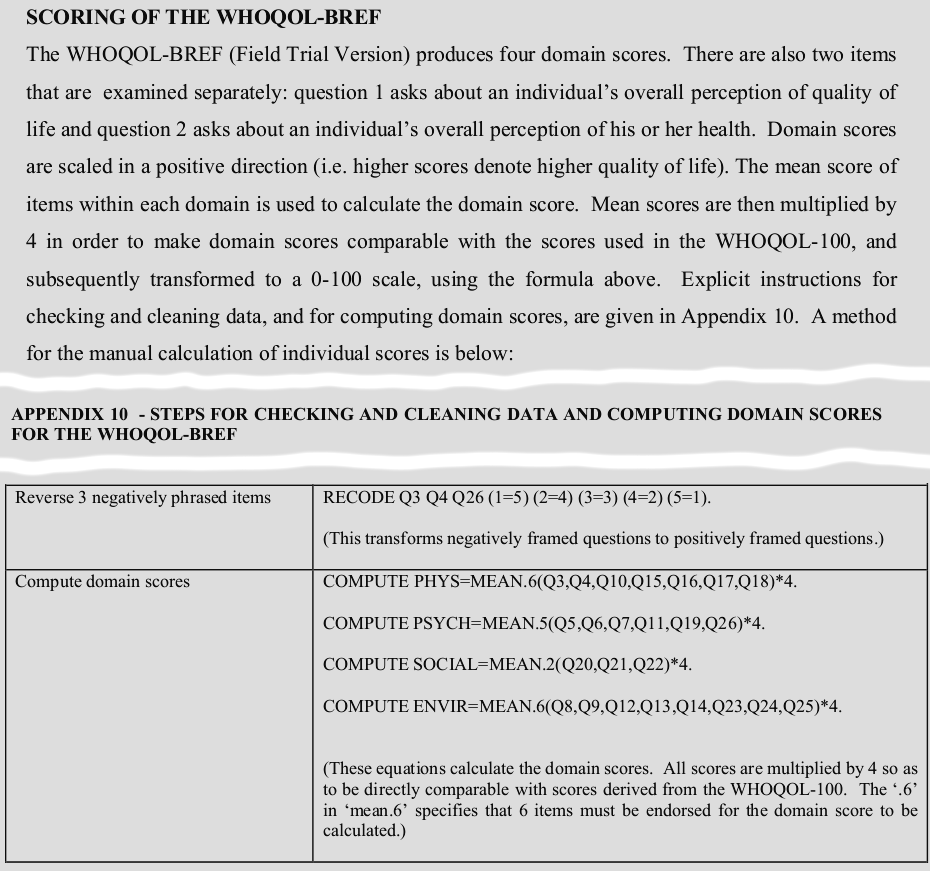 SCORING OF THE WHOQOL-BREF
The WHOQOL-BREF (Field Trial Version) produces four domain scores. There are also two items
that are examined separately: question 1 asks about an individual’s overall perception of quality of
life and question 2 asks about an individual’s overall perception of his or her health. Domain scores
are scaled in a positive direction (i.e. higher scores denote higher quality of life). The mean score of
items within each domain is used to calculate the domain score. Mean scores are then multiplied by
4 in order to make domain scores comparable with the scores used in the WHOQOL-100, and
subsequently transformed to a 0-100 scale, using the formula above. Explicit instructions for
checking and cleaning data, and for computing domain scores, are given in Appendix 10. A method
for the manual calculation of individual scores is below:
APPENDIX 10 - STEPS FOR CHECKING AND CLEANING DATA AND COMPUTING DOMAIN SCORES
FOR THE WHOQOL-BREF
Reverse 3 negatively phrased items
RECODE Q3 Q4 Q26 (1=5) (2=4) (3=3) (4=2) (5=1).
(This transforms negatively framed questions to positively framed questions.)
Compute domain scores
COMPUTE PHYS=MEAN.6(Q3,Q4,Q10,Q15,Q16,Q17,Q18)*4.
COMPUTE PSYCH=MEAN.5(Q5,Q6,Q7,Q11,Q19,Q26)*4.
COMPUTE SOCIAL=MEAN.2(Q20,Q21,Q22)*4.
COMPUTE ENVIR=MEAN.6(Q8,Q9,Q12,Q13,Q14,Q23,Q24,Q25)*4.
(These equations calculate the domain scores. All scores are multiplied by 4 so as
to be directly comparable with scores derived from the WHOQOL-100. The ‘.6’
in ‘mean.6’ specifies that 6 items must be endorsed for the domain score to be
calculated.)